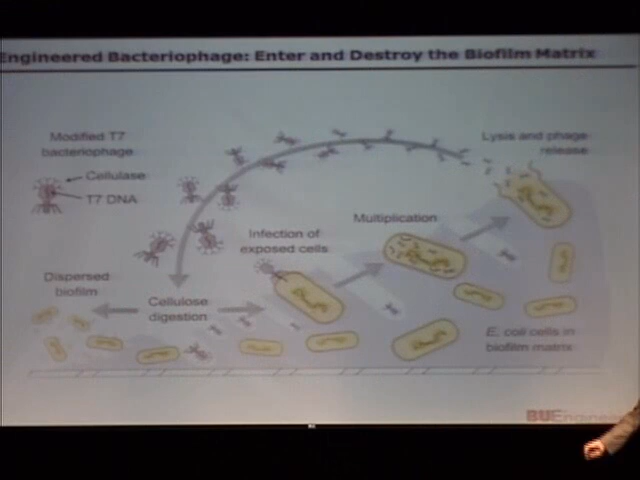 Engineered Bacteriophage: Enter and Destroy the Biofilm Matrix
Modified T7
bacteriophage
Cellulase
T7 DNA
Lysis and phage
release
Multiplication
Infection of
exposed cells
Dispersed
biofilm
Cellulose
digestion
E. coli cells in
biofilm matrix
BUEngineer